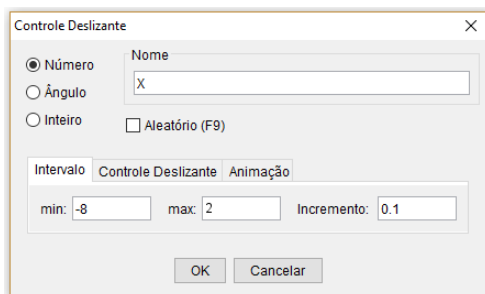 Controle Deslizante
Número
Ângulo
Inteiro
Nome
X
Aleatório (F9)
Intervalo Controle Deslizante Animação
min: -8 max: 2 Incremento: 0.1
OK Cancelar